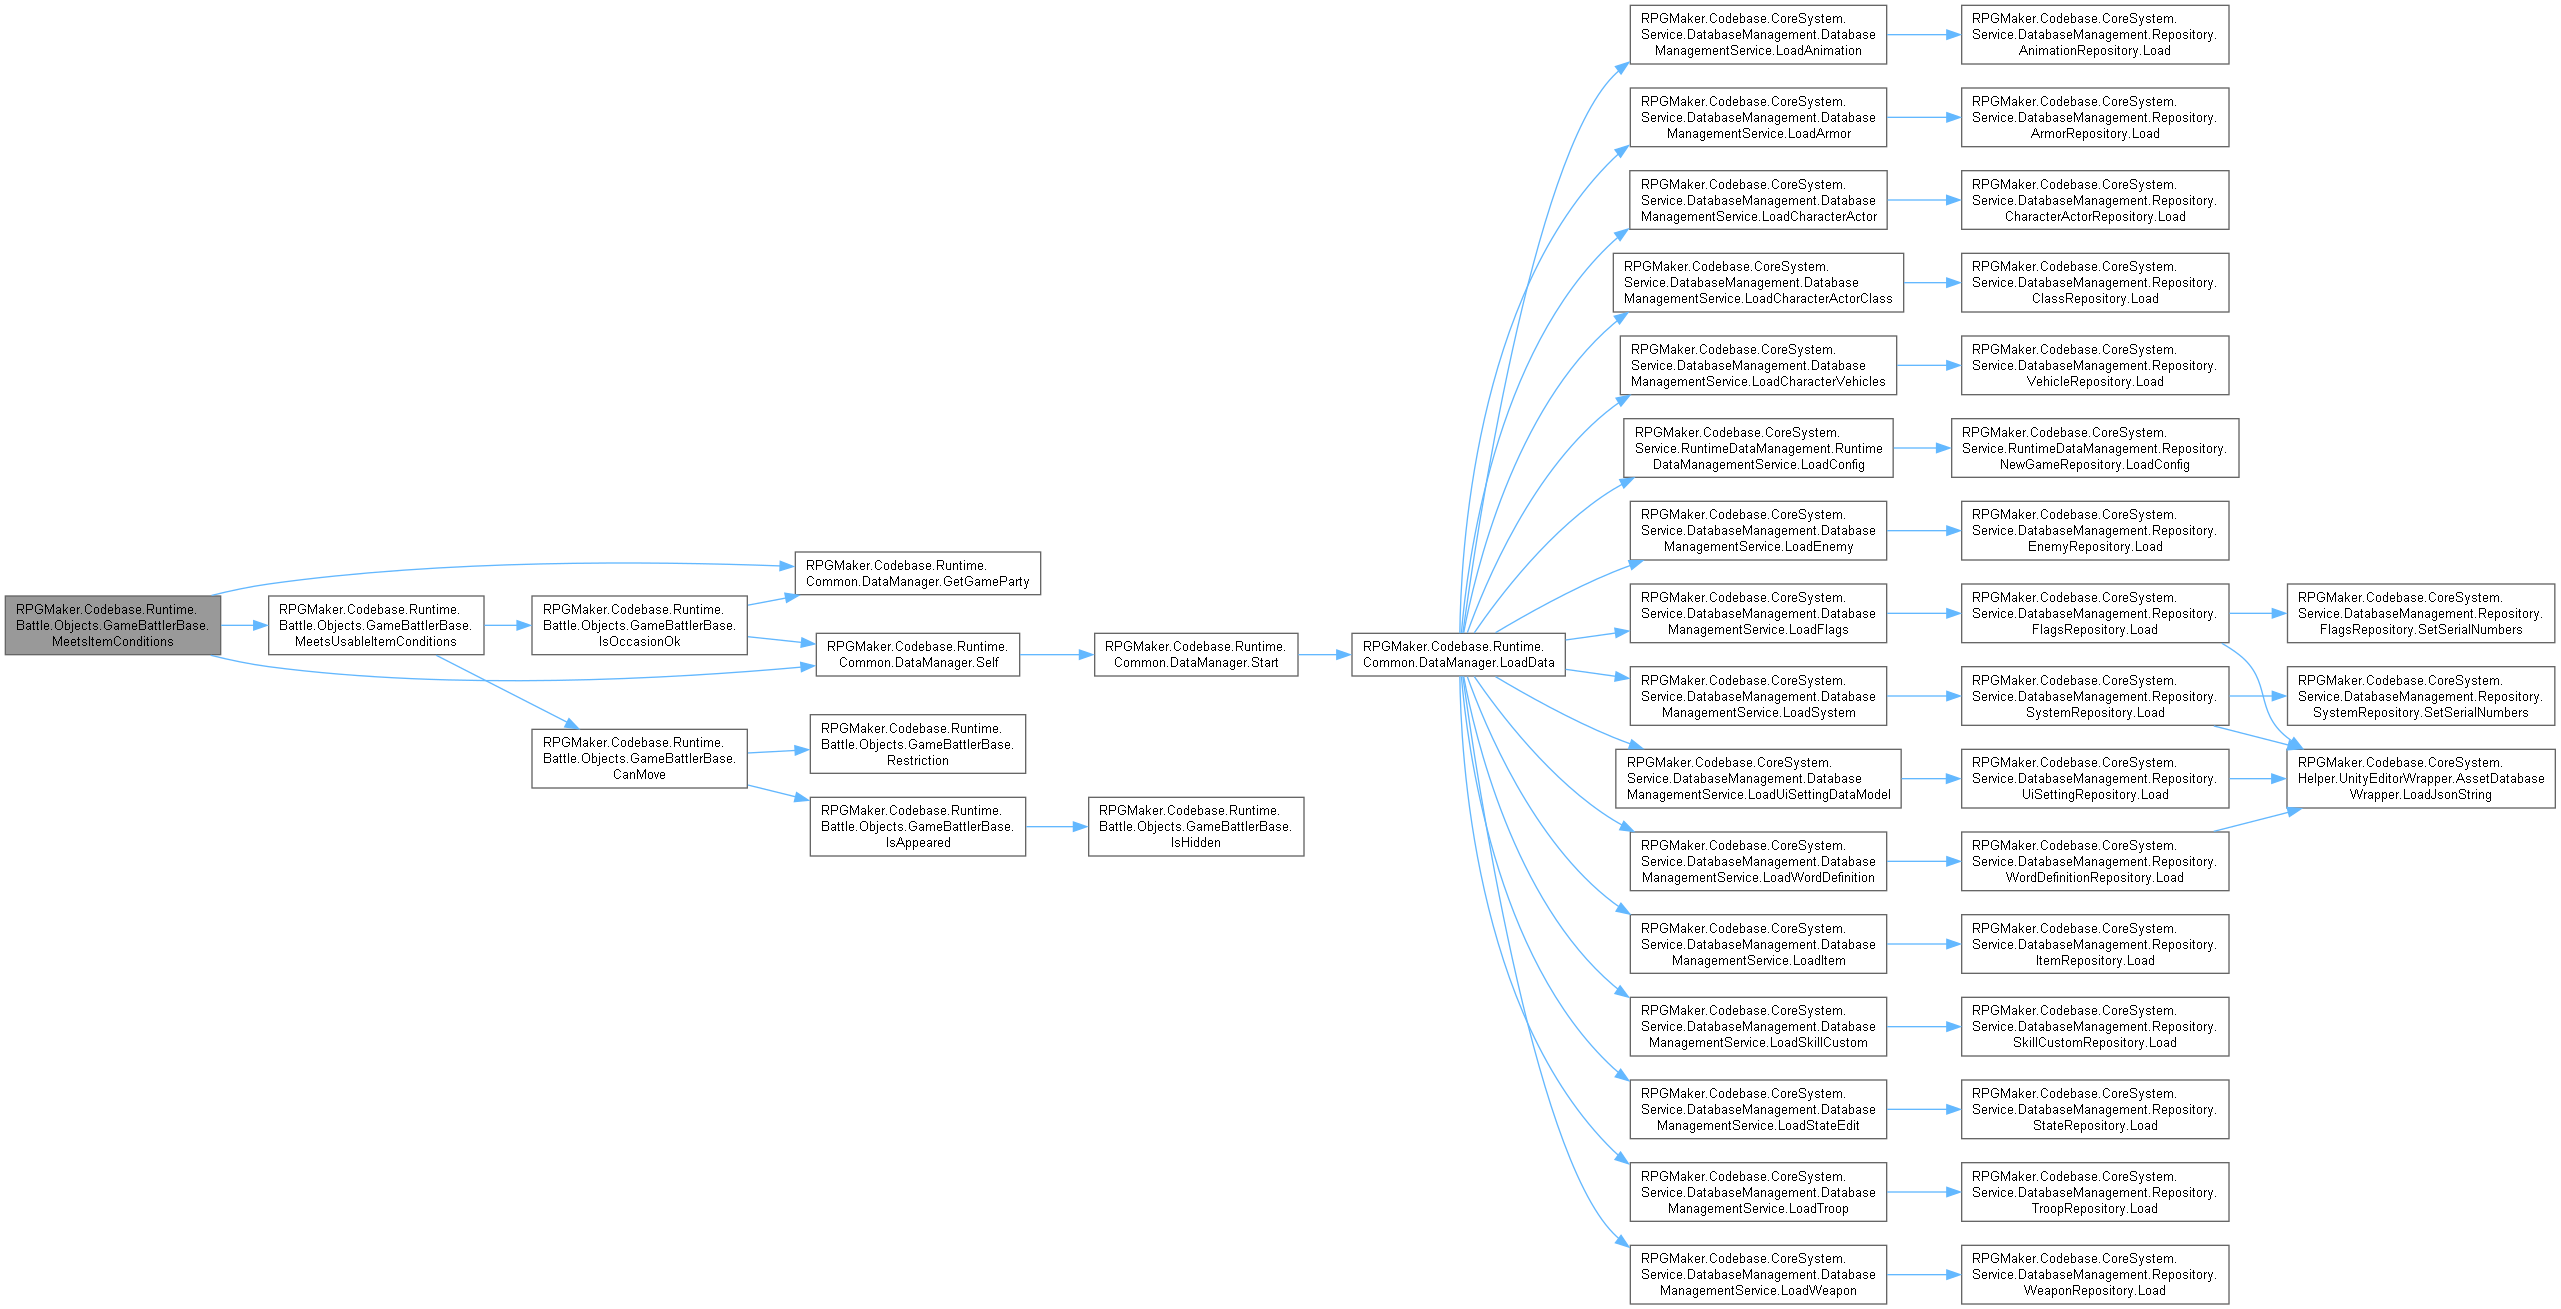 RPGMaker.Codebase.Runtime.
Battle.Objects.GameBattlerBase.
MeetsItemConditions
RPGMaker.Codebase.Runtime.
Battle.Objects.GameBattlerBase.
MeetsUsableItemConditions
RPGMaker.Codebase.Runtime.
Battle.Objects.GameBattlerBase.
IsOccasionOk
RPGMaker.Codebase.Runtime.
Battle.Objects.GameBattlerBase.
CanMove
RPGMaker.Codebase.Runtime.
Common.DataManager.GetGameParty
RPGMaker.Codebase.Runtime.
Common.DataManager.Self
RPGMaker.Codebase.Runtime.
Battle.Objects.GameBattlerBase.
Restriction
RPGMaker.Codebase.Runtime.
Battle.Objects.GameBattlerBase.
IsAppeared
RPGMaker.Codebase.Runtime.
Common.DataManager.Start
RPGMaker.Codebase.Runtime.
Battle.Objects.GameBattlerBase.
IsHidden
RPGMaker.Codebase.Runtime.
Common.DataManager.LoadData
RPGMaker.Codebase.CoreSystem.
Service.DatabaseManagement.Database
ManagementService.LoadAnimation
RPGMaker.Codebase.CoreSystem.
Service.DatabaseManagement.Database
ManagementService.LoadArmor
RPGMaker.Codebase.CoreSystem.
Service.DatabaseManagement.Database
ManagementService.LoadCharacterActor
RPGMaker.Codebase.CoreSystem.
Service.DatabaseManagement.Database
ManagementService.LoadCharacterActorClass
RPGMaker.Codebase.CoreSystem.
Service.DatabaseManagement.Database
ManagementService.LoadCharacterVehicles
RPGMaker.Codebase.CoreSystem.
Service.RuntimeDataManagement.Runtime
DataManagementService.LoadConfig
RPGMaker.Codebase.CoreSystem.
Service.DatabaseManagement.Database
ManagementService.LoadEnemy
RPGMaker.Codebase.CoreSystem.
Service.DatabaseManagement.Database
ManagementService.LoadFlags
RPGMaker.Codebase.CoreSystem.
Service.DatabaseManagement.Database
ManagementService.LoadSystem
RPGMaker.Codebase.CoreSystem.
Service.DatabaseManagement.Database
ManagementService.LoadUiSettingDataModel
RPGMaker.Codebase.CoreSystem.
Service.DatabaseManagement.Database
ManagementService.LoadWordDefinition
RPGMaker.Codebase.CoreSystem.
Service.DatabaseManagement.Database
ManagementService.LoadItem
RPGMaker.Codebase.CoreSystem.
Service.DatabaseManagement.Database
ManagementService.LoadSkillCustom
RPGMaker.Codebase.CoreSystem.
Service.DatabaseManagement.Database
ManagementService.LoadStateEdit
RPGMaker.Codebase.CoreSystem.
Service.DatabaseManagement.Database
ManagementService.LoadTroop
RPGMaker.Codebase.CoreSystem.
Service.DatabaseManagement.Database
ManagementService.LoadWeapon
RPGMaker.Codebase.CoreSystem.
Service.DatabaseManagement.Repository.
AnimationRepository.Load
RPGMaker.Codebase.CoreSystem.
Service.DatabaseManagement.Repository.
ArmorRepository.Load
RPGMaker.Codebase.CoreSystem.
Service.DatabaseManagement.Repository.
CharacterActorRepository.Load
RPGMaker.Codebase.CoreSystem.
Service.DatabaseManagement.Repository.
ClassRepository.Load
RPGMaker.Codebase.CoreSystem.
Service.DatabaseManagement.Repository.
VehicleRepository.Load
RPGMaker.Codebase.CoreSystem.
Service.RuntimeDataManagement.Repository.
NewGameRepository.LoadConfig
RPGMaker.Codebase.CoreSystem.
Service.DatabaseManagement.Repository.
EnemyRepository.Load
RPGMaker.Codebase.CoreSystem.
Service.DatabaseManagement.Repository.
FlagsRepository.Load
RPGMaker.Codebase.CoreSystem.
Service.DatabaseManagement.Repository.
SystemRepository.Load
RPGMaker.Codebase.CoreSystem.
Service.DatabaseManagement.Repository.
UiSettingRepository.Load
RPGMaker.Codebase.CoreSystem.
Service.DatabaseManagement.Repository.
WordDefinitionRepository.Load
RPGMaker.Codebase.CoreSystem.
Service.DatabaseManagement.Repository.
ItemRepository.Load
RPGMaker.Codebase.CoreSystem.
Service.DatabaseManagement.Repository.
SkillCustomRepository.Load
RPGMaker.Codebase.CoreSystem.
Service.DatabaseManagement.Repository.
StateRepository.Load
RPGMaker.Codebase.CoreSystem.
Service.DatabaseManagement.Repository.
TroopRepository.Load
RPGMaker.Codebase.CoreSystem.
Service.DatabaseManagement.Repository.
WeaponRepository.Load
RPGMaker.Codebase.CoreSystem.
Service.DatabaseManagement.Repository.
FlagsRepository.SetSerialNumbers
RPGMaker.Codebase.CoreSystem.
Service.DatabaseManagement.Repository.
SystemRepository.SetSerialNumbers
RPGMaker.Codebase.CoreSystem.
Helper.UnityEditorWrapper.AssetDatabase
Wrapper.LoadJsonString